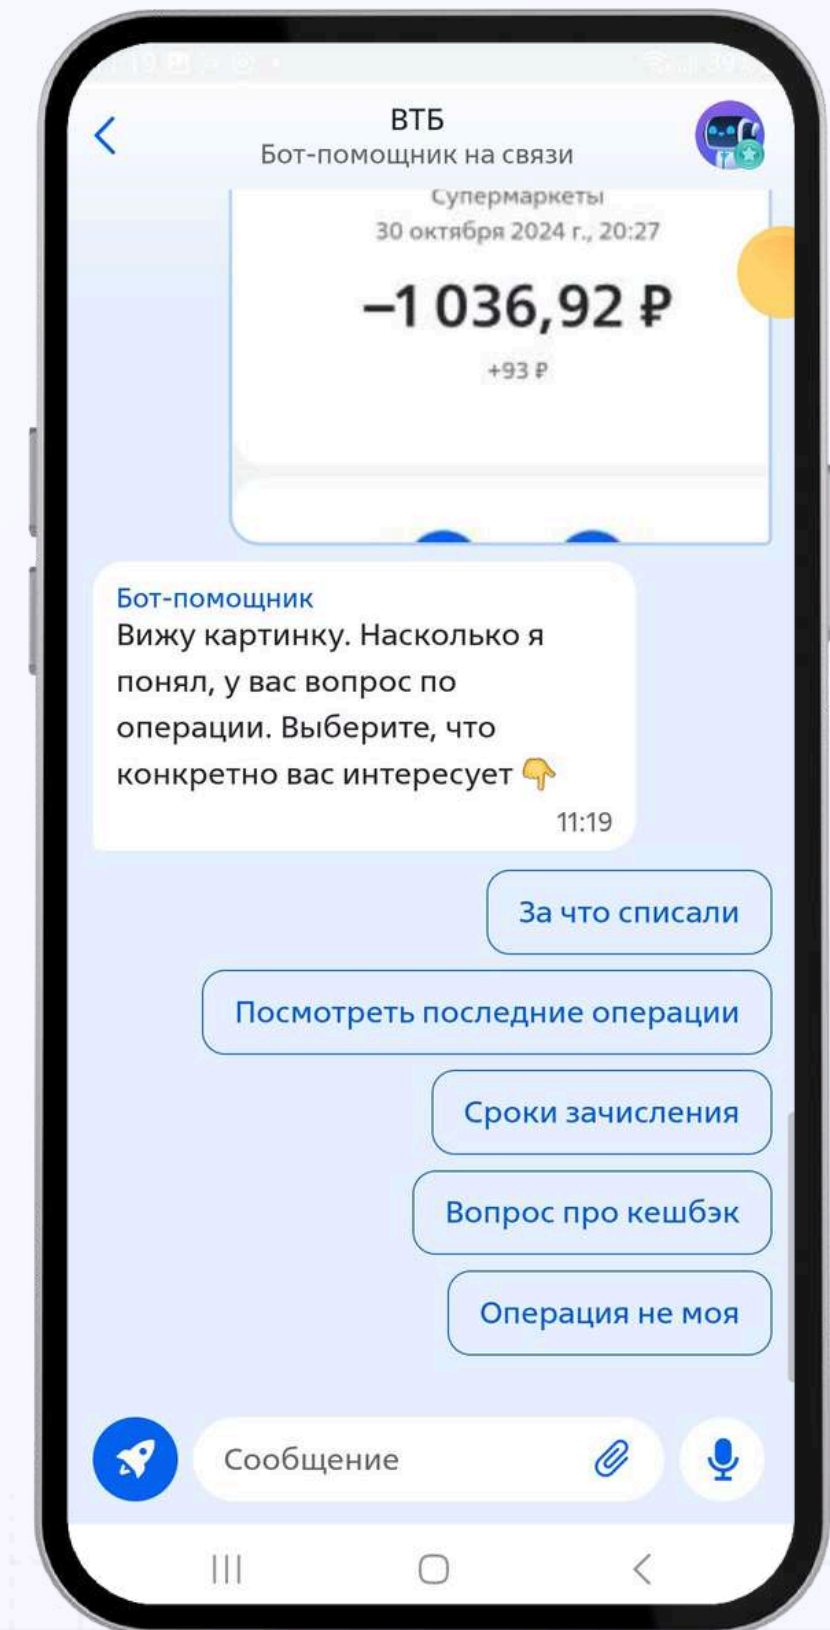 ВТБ
Бот-помощник на связи
Супермаркеты
30 октября 2024 г., 20:27
–1 036,92 ₽
+93 ₽
Бот-помощник
Вижу картинку. Насколько я
понял, у вас вопрос по
операции. Выберите, что
конкретно вас интересует 👇
11:19
За что списали
Посмотреть последние операции
Сроки зачисления
Вопрос про кешбэк
Операция не моя
Сообщение